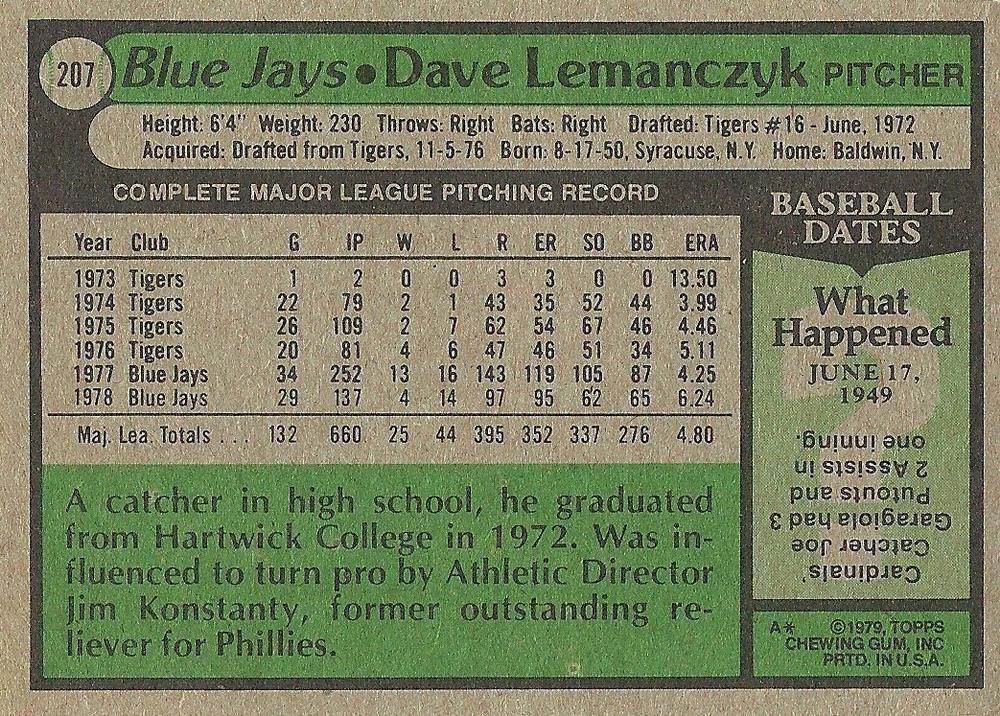 207 Blue Jays • Dave Lemanczyk PITCHER
Height: 6'4" Weight: 230 Throws: Right Bats: Right Drafted: Tigers #16 - June, 1972
Acquired: Drafted from Tigers, 11-5-76 Born: 8-17-50, Syracuse, N.Y. Home: Baldwin, N.Y.
COMPLETE MAJOR LEAGUE PITCHING RECORD
Year Club G IP W L R ER SO BB ERA
1973 Tigers 1 2 0 0 3 3 0 0 13.50
1974 Tigers 22 79 2 1 43 35 52 44 3.99
1975 Tigers 26 109 2 7 62 54 67 46 4.46
1976 Tigers 20 81 4 6 47 46 51 34 5.11
1977 Blue Jays 34 252 13 16 143 119 105 87 4.25
1978 Blue Jays 29 137 4 14 97 95 62 65 6.24
Maj. Lea. Totals . . . 132 660 25 44 395 352 337 276 4.80
A catcher in high school, he graduated
from Hartwick College in 1972. Was in-
fluenced to turn pro by Athletic Director
Jim Konstanty, former outstanding re-
liever for Phillies.
BASEBALL
DATES
What
Happened
JUNE 17,
1949
Cardinals'
Catcher Joe
Garagiola had 3
Putouts and
2 Assists in
one inning.
A* ©1979, TOPPS
CHEWING GUM, INC
PRTD. IN U.S.A.